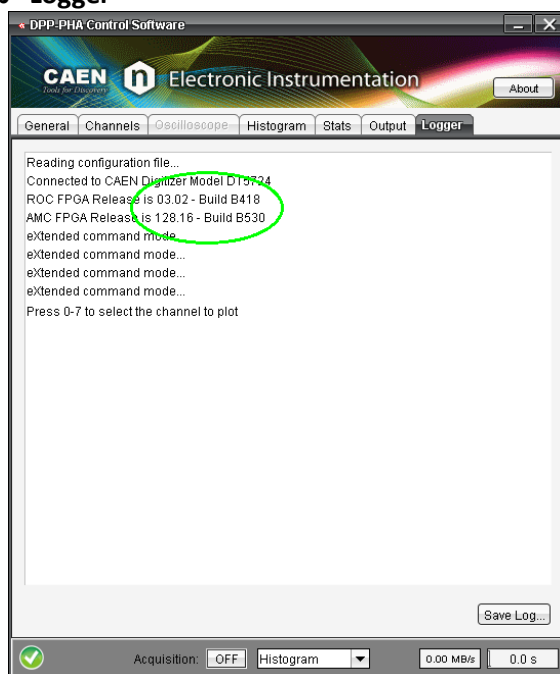 Logger
DPP-PHA Control Software
CAEN n Electronic Instrumentation
Tools for Discovery
About
General Channels Oscilloscope Histogram Stats Output Logger
Reading configuration file...
Connected to CAEN Digitizer Model DT5724
ROC FPGA Release is 03.02 - Build B418
AMC FPGA Release is 128.16 - Build B530
eXtended command mode...
eXtended command mode...
eXtended command mode...
eXtended command mode...
Press 0-7 to select the channel to plot
Save Log...
Acquisition: OFF Histogram 0.00 MB/s 0.0 s